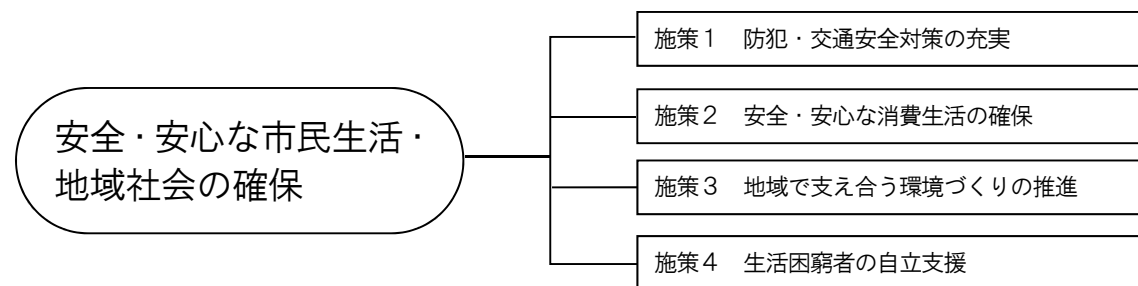 安全・安心な市民生活・
地域社会の確保
施策１　防犯・交通安全対策の充実
施策２　安全・安心な消費生活の確保
施策３　地域で支え合う環境づくりの推進
施策４　生活困窮者の自立支援